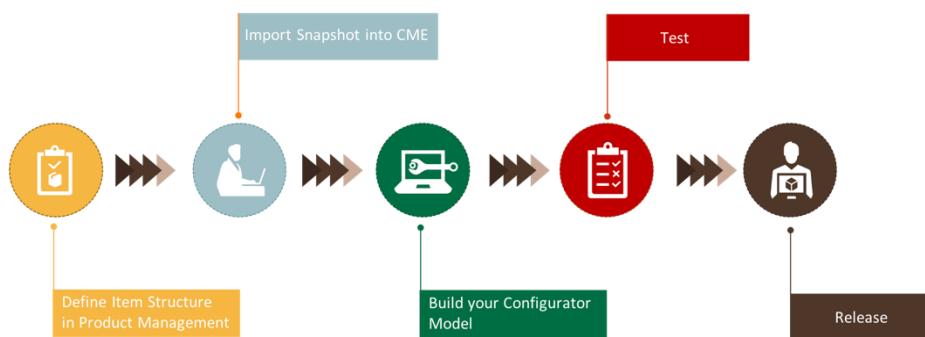 Import Snapshot into CME
Test
Define Item Structure
in Product Management
Build your Configurator
Model
Release